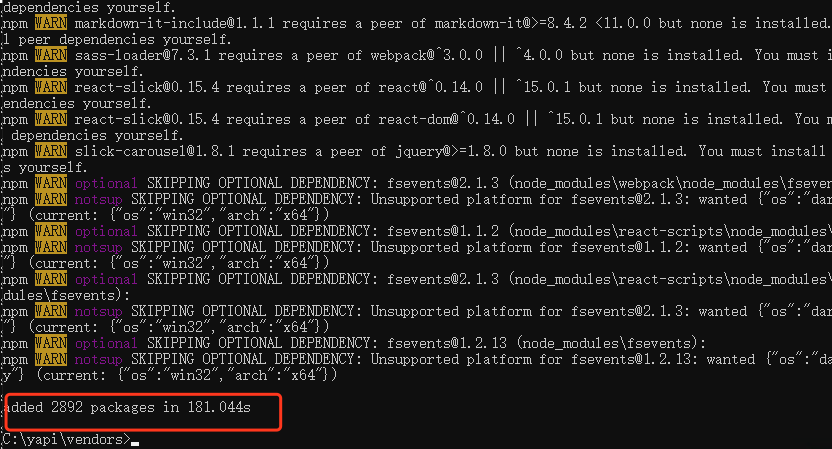 dependencies yourself.
npm WARN markdown-it-include@1.1.1 requires a peer of markdown-it@>=8.4.2 <11.0.0 but none is installed.
l peer dependencies yourself.
npm WARN sass-loader@7.3.1 requires a peer of webpack@^3.0.0 || ^4.0.0 but none is installed. You must i
ndencies yourself.
npm WARN react-slick@0.15.4 requires a peer of react@^0.14.0 || ^15.0.1 but none is installed. You must
endencies yourself.
npm WARN react-slick@0.15.4 requires a peer of react-dom@^0.14.0 || ^15.0.1 but none is installed. You m
dependencies yourself.
npm WARN slick-carousel@1.8.1 requires a peer of jquery@>=1.8.0 but none is installed. You must install
s yourself.
npm WARN optional SKIPPING OPTIONAL DEPENDENCY: fsevents@2.1.3 (node_modules\webpack\node_modules\fseven
npm WARN notsup SKIPPING OPTIONAL DEPENDENCY: Unsupported platform for fsevents@2.1.3: wanted {"os":"dar
"} (current: {"os":"win32","arch":"x64"})
npm WARN optional SKIPPING OPTIONAL DEPENDENCY: fsevents@1.1.2 (node_modules\react-scripts\node_modules\
npm WARN notsup SKIPPING OPTIONAL DEPENDENCY: Unsupported platform for fsevents@1.1.2: wanted {"os":"dar
"} (current: {"os":"win32","arch":"x64"})
npm WARN optional SKIPPING OPTIONAL DEPENDENCY: fsevents@2.1.3 (node_modules\react-scripts\node_modules\
dules\fsevents):
npm WARN notsup SKIPPING OPTIONAL DEPENDENCY: Unsupported platform for fsevents@2.1.3: wanted {"os":"dar
"} (current: {"os":"win32","arch":"x64"})
npm WARN optional SKIPPING OPTIONAL DEPENDENCY: fsevents@1.2.13 (node_modules\fsevents):
npm WARN notsup SKIPPING OPTIONAL DEPENDENCY: Unsupported platform for fsevents@1.2.13: wanted {"os":"da
y"} (current: {"os":"win32","arch":"x64"})
added 2892 packages in 181.044s
C:\yapi\vendors>